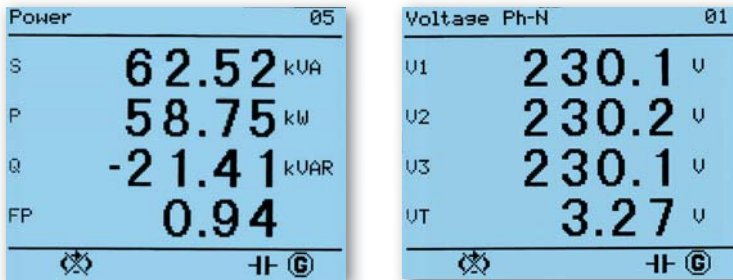 Power 05
S 62.52 kVA
P 58.75 kW
Q -21.41 kVAR
FP 0.94
G
Voltage Ph-N 01
V1 230.1 V
V2 230.2 V
V3 230.1 V
VT 3.27 V
G